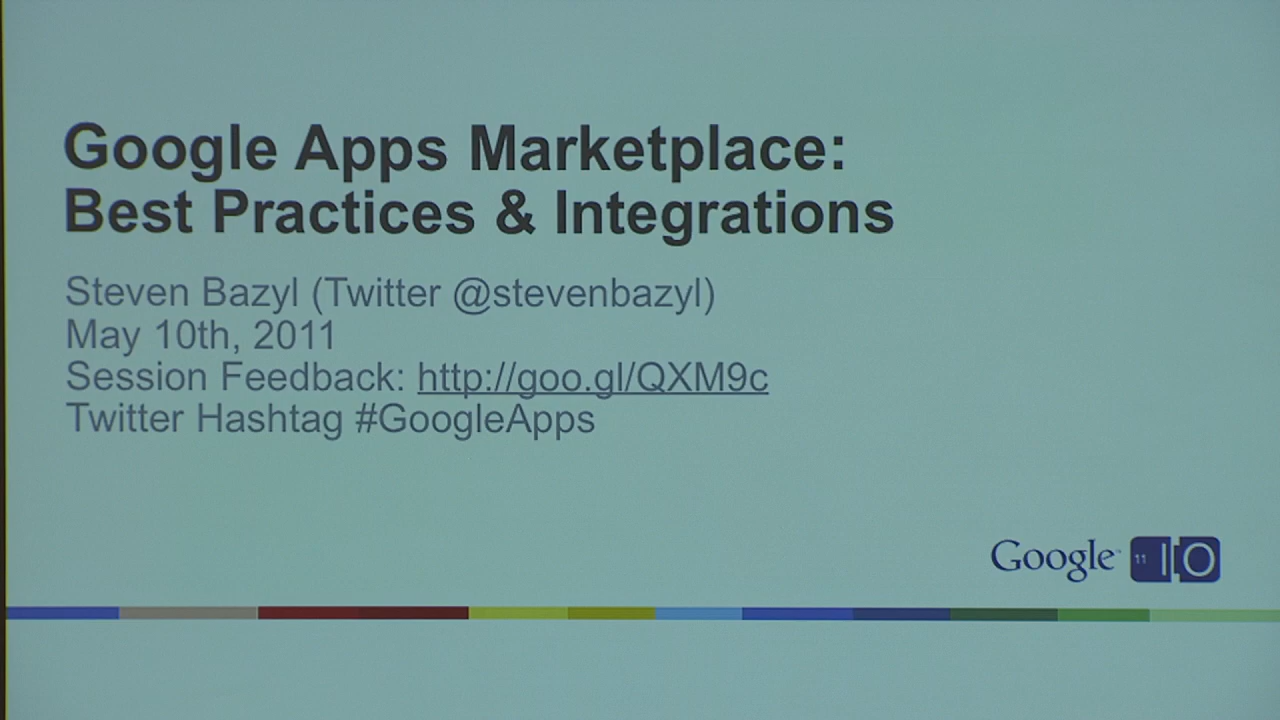 Google Apps Marketplace:
Best Practices & Integrations
Steven Bazyl (Twitter @stevenbazyl)
May 10th, 2011
Session Feedback: http://goo.gl/QXM9c
Twitter Hashtag #GoogleApps
Google 11 IO